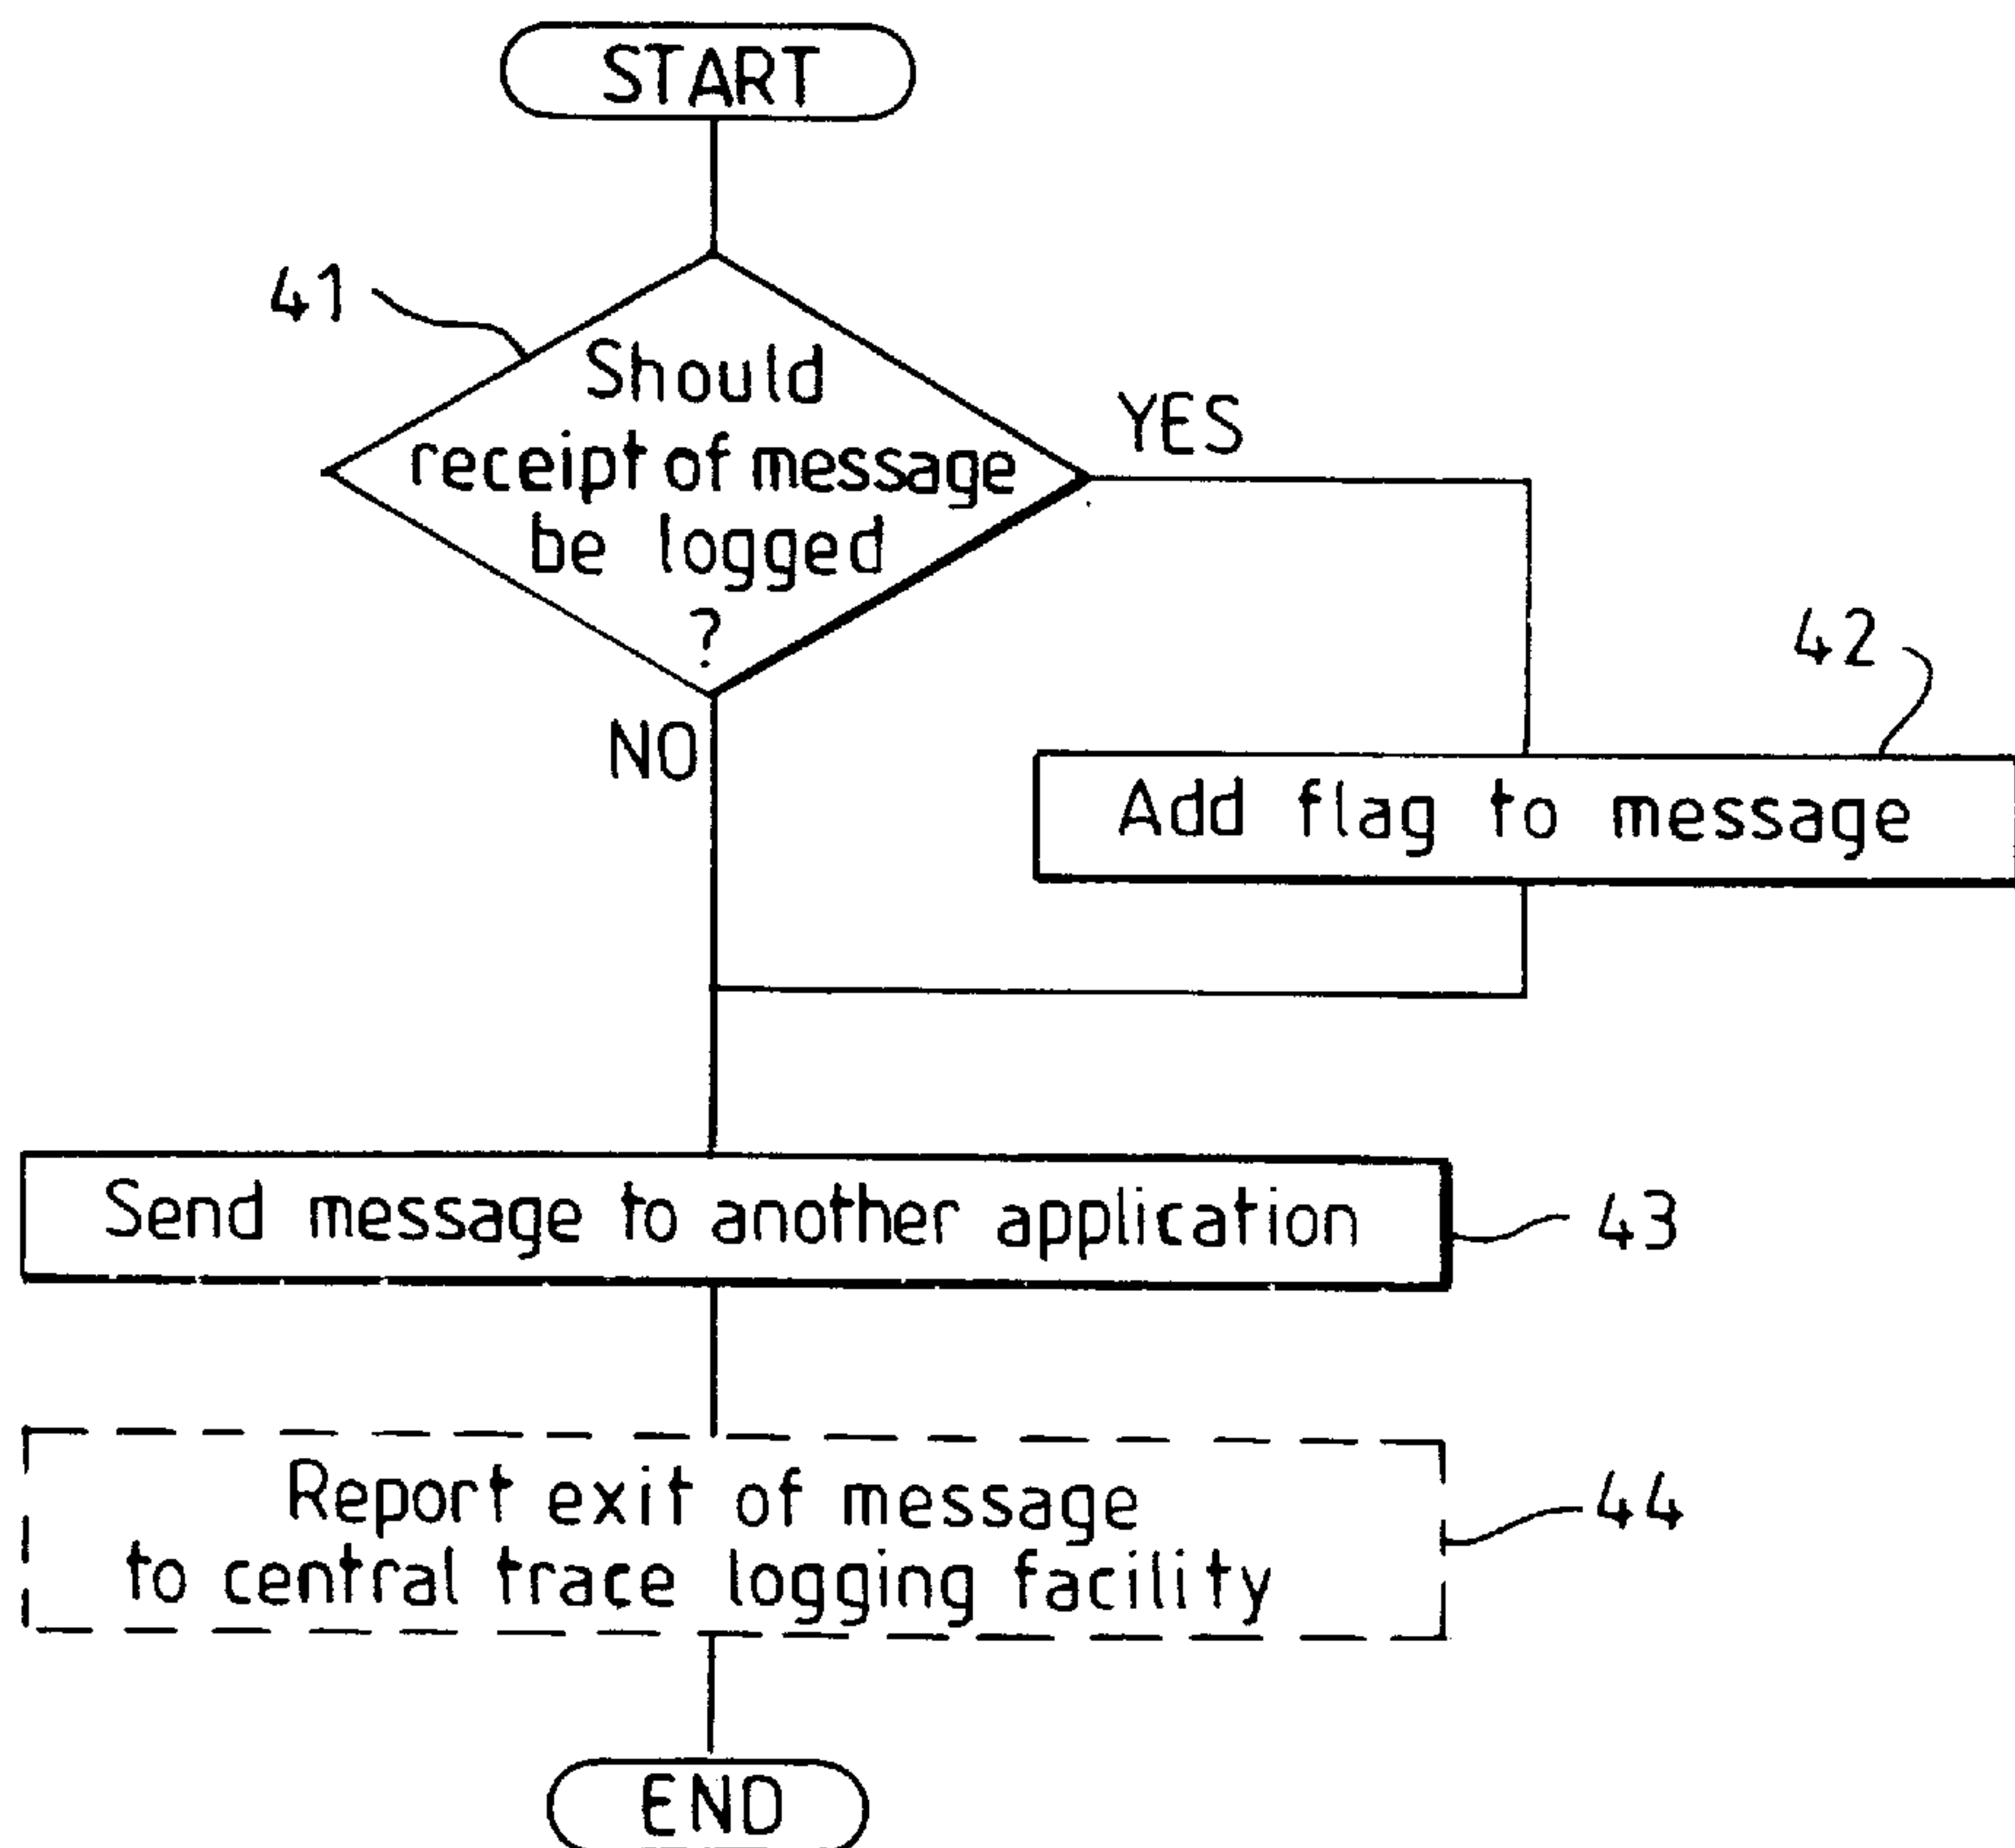 START
41
Should
receipt of message
be logged
?
YES
NO
42
Add flag to message
Send message to another application
43
Report exit of message
to central trace logging facility
44
END